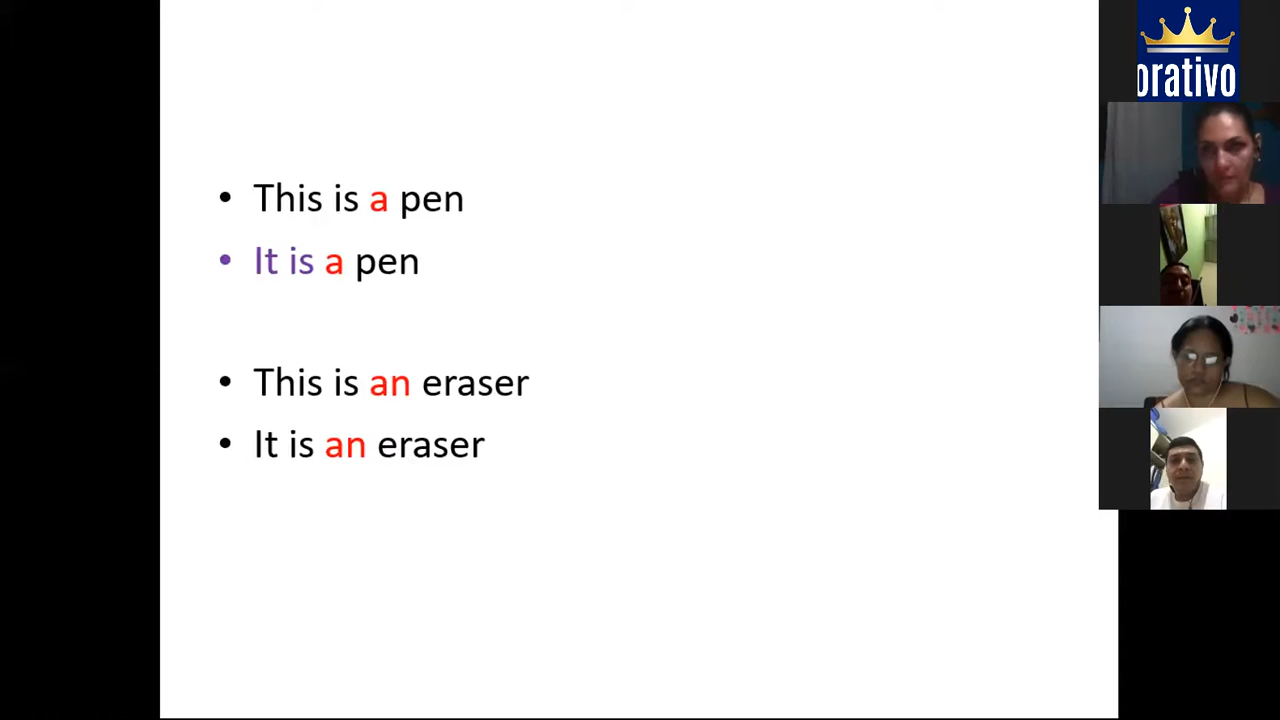 • This is a pen
• It is a pen
• This is an eraser
• It is an eraser
orativo